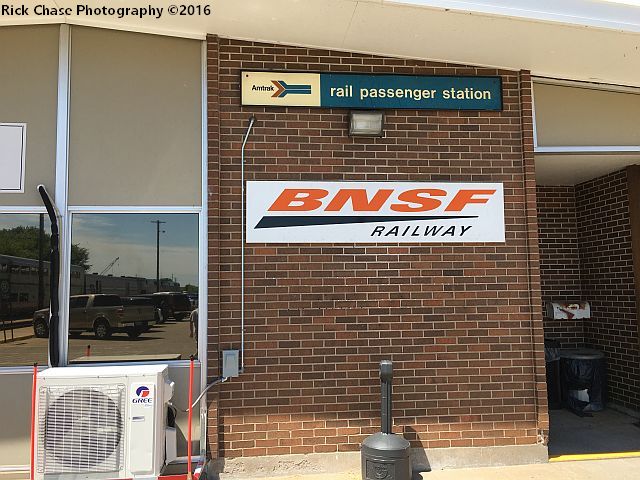 Rick Chase Photography ©2016
Amtrak rail passenger station
BNSF
RAILWAY
GREE